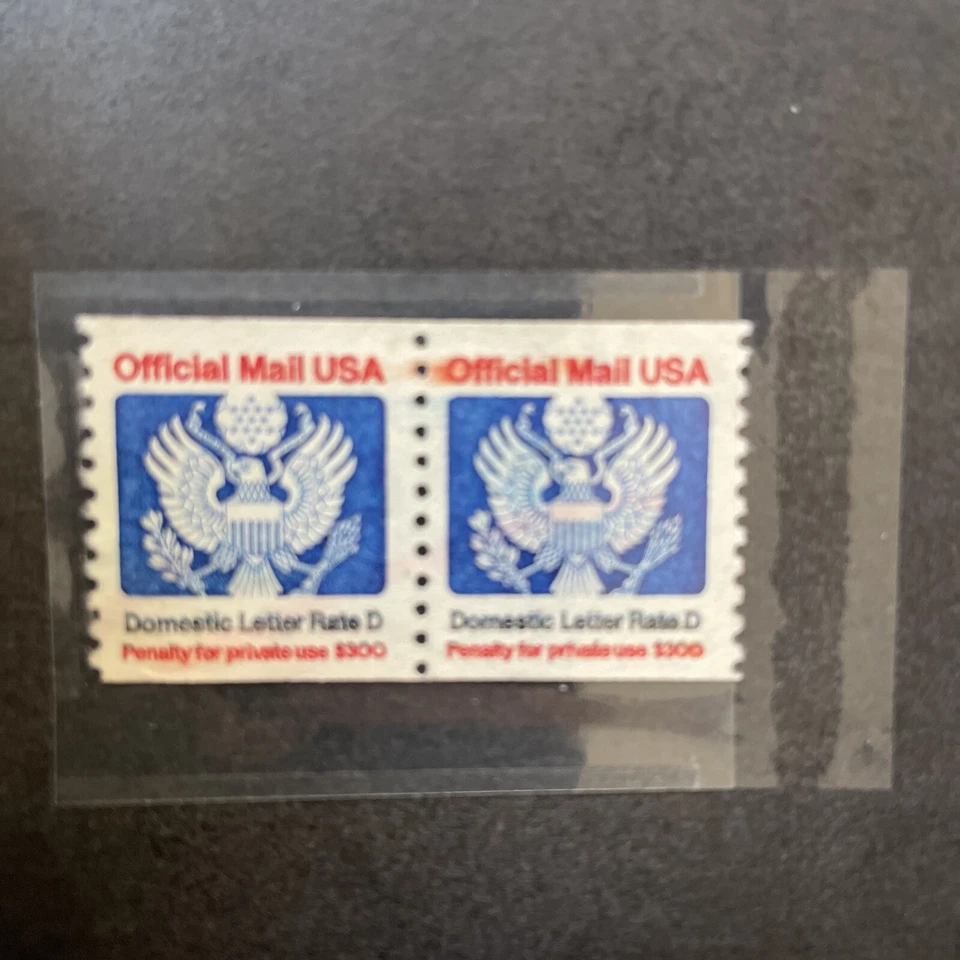 Official Mail USA
Domestic Letter Rate D
Penalty for private use $300
Official Mail USA
Domestic Letter Rate D
Penalty for private use $300